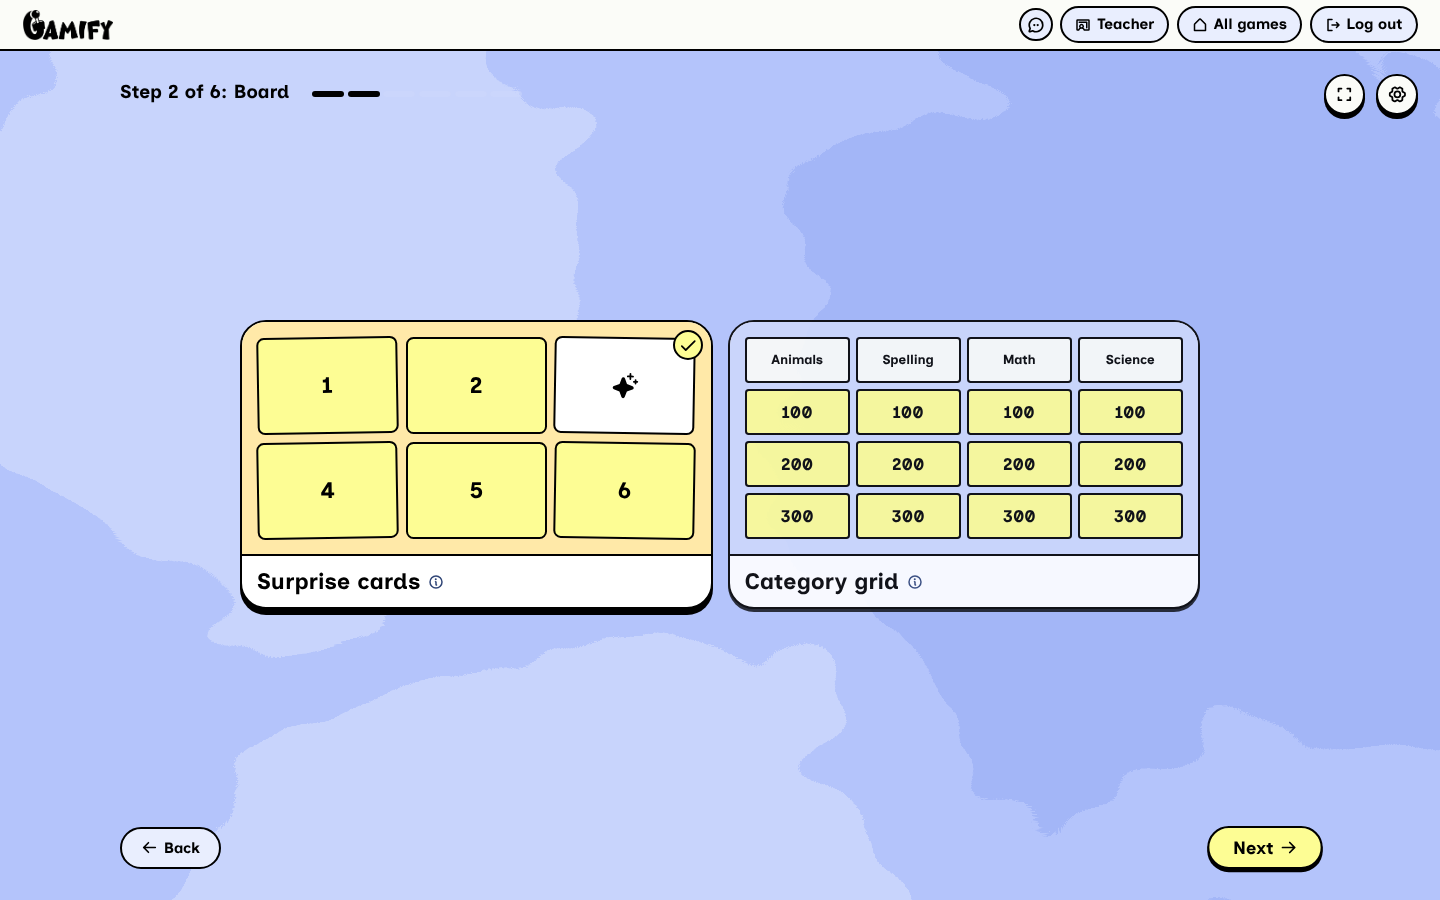 GAMIFY
Teacher
All games
Log out
Step 2 of 6: Board
1
2
4
5
6
Surprise cards
Animals
Spelling
Math
Science
100
100
100
100
200
200
200
200
300
300
300
300
Category grid
Back
Next